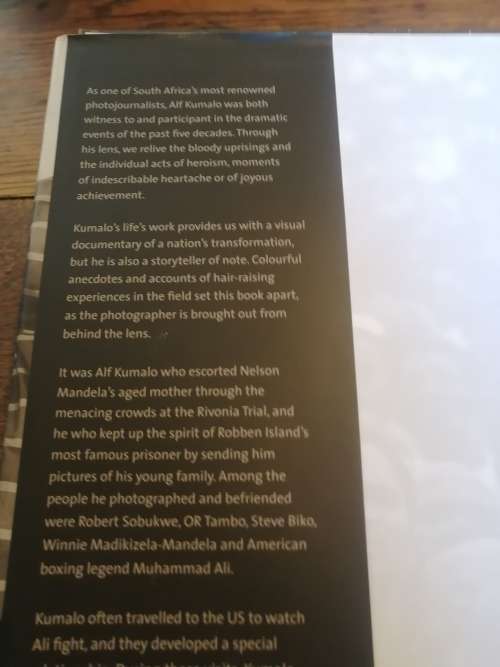 As one of South Africa's most renowned
photojournalists, Alf Kumalo was both
witness to and participant in the dramatic
events of the past five decades. Through
his lens, we relive the bloody uprisings and
the individual acts of heroism, moments
of indescribable heartache or of joyous
achievement.
Kumalo's life's work provides us with a visual
documentary of a nation's transformation,
but he is also a storyteller of note. Colourful
anecdotes and accounts of hair-raising
experiences in the field set this book apart,
as the photographer is brought out from
behind the lens.
It was Alf Kumalo who escorted Nelson
Mandela's aged mother through the
menacing crowds at the Rivonia Trial, and
he who kept up the spirit of Robben Island's
most famous prisoner by sending him
pictures of his young family. Among the
people he photographed and befriended
were Robert Sobukwe, OR Tambo, Steve Biko,
Winnie Madikizela-Mandela and American
boxing legend Muhammad Ali.
Kumalo often travelled to the US to watch
Ali fight, and they developed a special